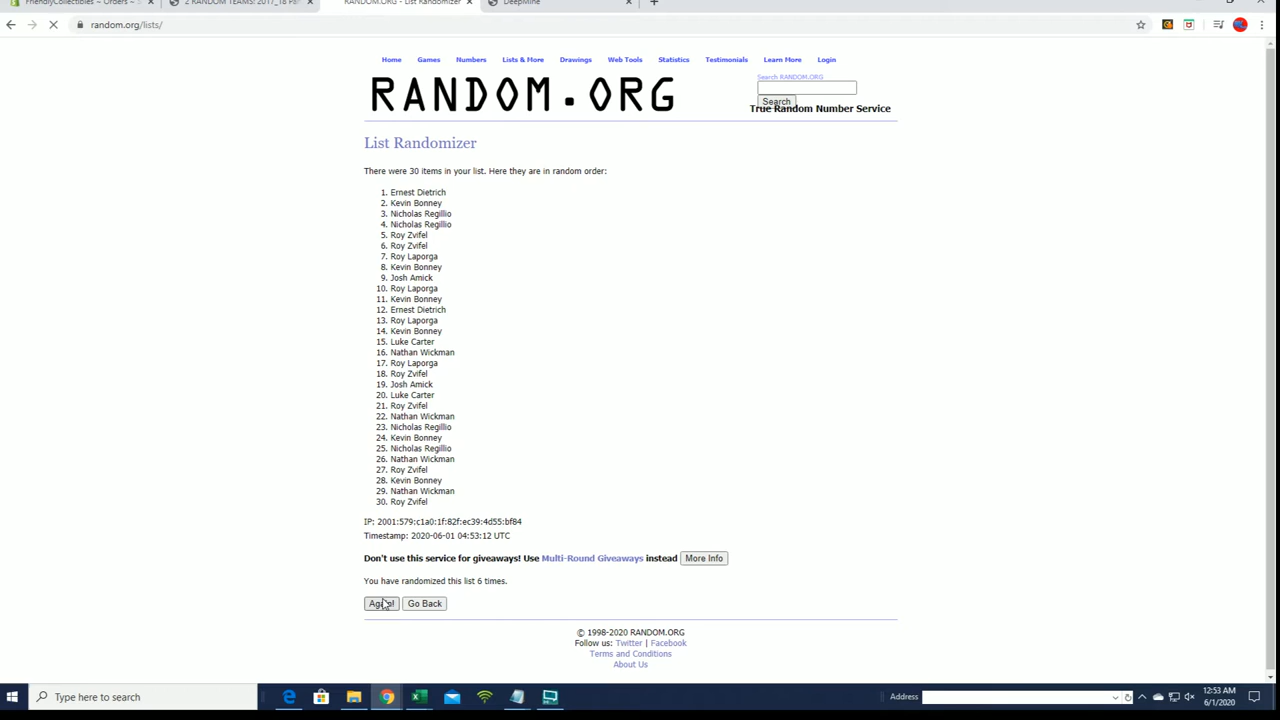 FriendlyCollectibles ~ Orders ~
2 RANDOM TEAMS: 2017_18 Pa
RANDOM.ORG - List Randomizer
DeepMine
random.org/lists/
Home Games Numbers Lists & More Drawings Web Tools Statistics Testimonials Learn More Login
RANDOM.ORG
Search RANDOM.ORG
Search
True Random Number Service
List Randomizer
There were 30 items in your list. Here they are in random order:
1. Ernest Dietrich
2. Kevin Bonney
3. Nicholas Regillio
4. Nicholas Regillio
5. Roy Zvifel
6. Roy Zvifel
7. Roy Laporga
8. Kevin Bonney
9. Josh Amick
10. Roy Laporga
11. Kevin Bonney
12. Ernest Dietrich
13. Roy Laporga
14. Kevin Bonney
15. Luke Carter
16. Nathan Wickman
17. Roy Laporga
18. Roy Zvifel
19. Josh Amick
20. Luke Carter
21. Roy Zvifel
22. Nathan Wickman
23. Nicholas Regillio
24. Kevin Bonney
25. Nicholas Regillio
26. Nathan Wickman
27. Roy Zvifel
28. Kevin Bonney
29. Nathan Wickman
30. Roy Zvifel
IP: 2001:579:c1a0:1f:82f:ec39:4d55:bf84
Timestamp: 2020-06-01 04:53:12 UTC
Don't use this service for giveaways! Use Multi-Round Giveaways instead More Info
You have randomized this list 6 times.
Again! Go Back
© 1998-2020 RANDOM.ORG
Follow us: Twitter | Facebook
Terms and Conditions
About Us
Type here to search
Address
12:53 AM
6/1/2020